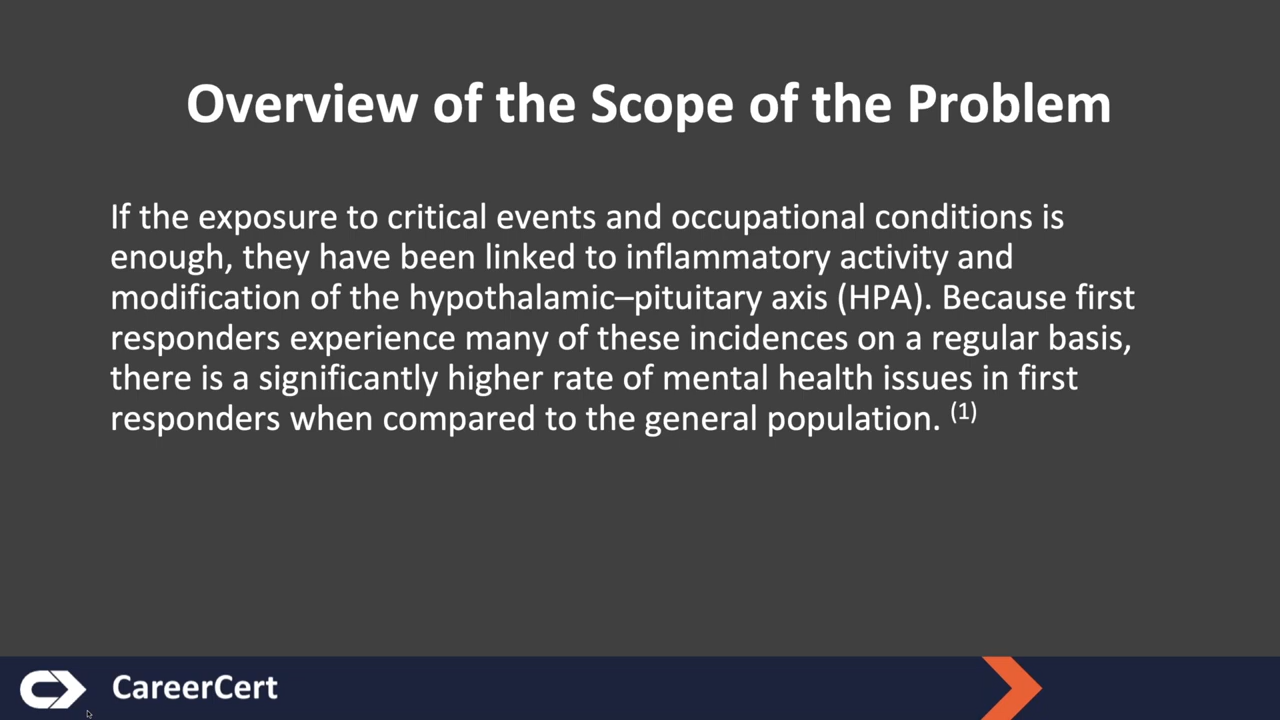 Overview of the Scope of the Problem
If the exposure to critical events and occupational conditions is
enough, they have been linked to inflammatory activity and
modification of the hypothalamic–pituitary axis (HPA). Because first
responders experience many of these incidences on a regular basis,
there is a significantly higher rate of mental health issues in first
responders when compared to the general population. (1)
CareerCert